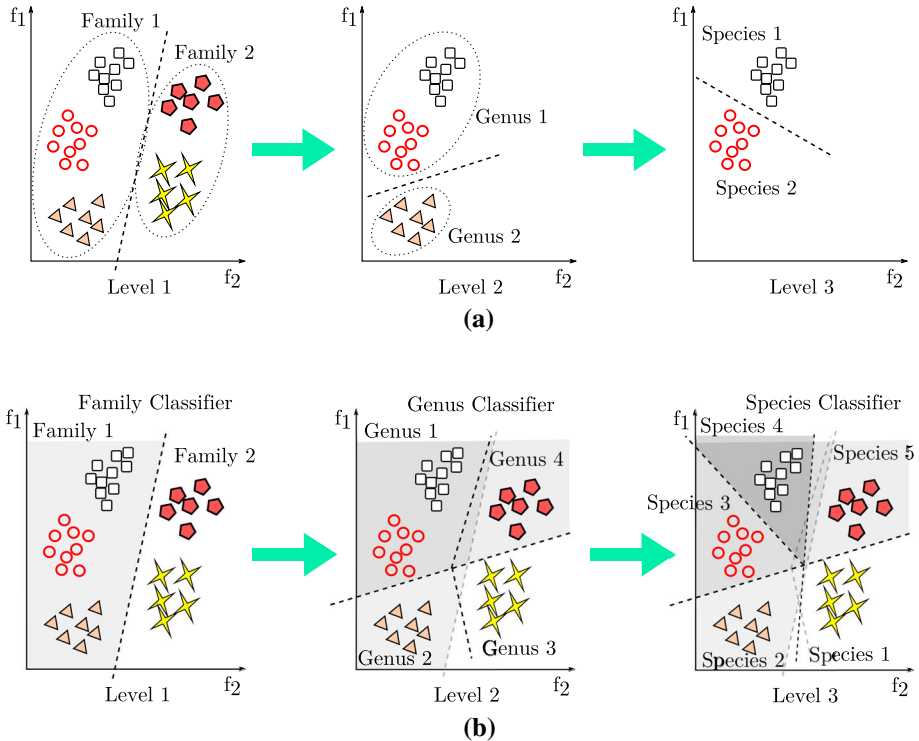 f1
Family 1
Family 2
f2
Level 1
Genus 1
Genus 2
f1
f2
Level 2
Species 1
Species 2
f1
f2
Level 3
(a)
Family Classifier
f1
Family 1
Family 2
f2
Level 1
Genus Classifier
f1
Genus 1
Genus 4
Genus 2
Genus 3
f2
Level 2
Species Classifier
f1
Species 4
Species 5
Species 3
Species 2
Species 1
f2
Level 3
(b)